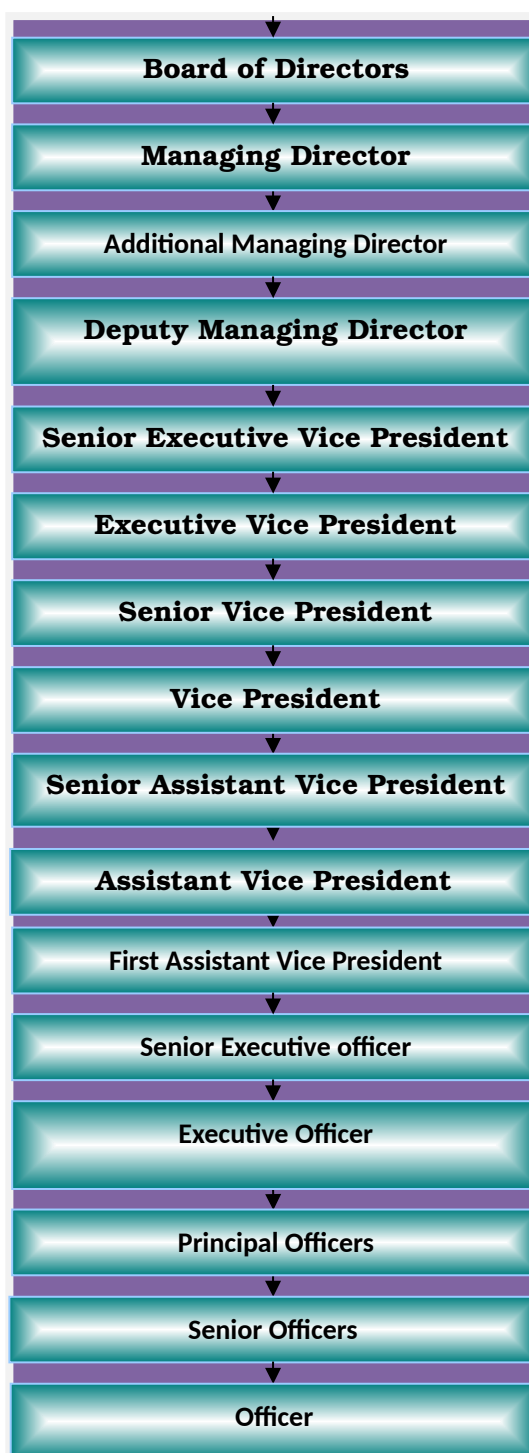 Board of Directors
Managing Director
Additional Managing Director
Deputy Managing Director
Senior Executive Vice President
Executive Vice President
Senior Vice President
Vice President
Senior Assistant Vice President
Assistant Vice President
First Assistant Vice President
Senior Executive officer
Executive Officer
Principal Officers
Senior Officers
Officer